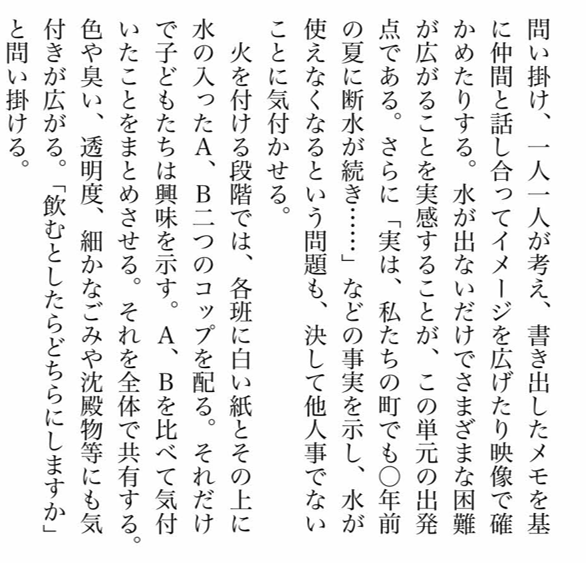 問い掛け、一人一人が考え、書き出したメモを基
に仲間と話し合ってイメージを広げたり映像で確
かめたりする。水が出ないだけでさまざまな困難
が広がることを実感することが、この単元の出発
点である。さらに「実は、私たちの町でも〇年前
の夏に断水が続き……」などの事実を示し、水が
使えなくなるという問題も、決して他人事でない
ことに気付かせる。
　火を付ける段階では、各班に白い紙とその上に
水の入ったA、B二つのコップを配る。それだけ
で子どもたちは興味を示す。A、Bを比べて気付
いたことをまとめさせる。それを全体で共有する。
色や臭い、透明度、細かなごみや沈殿物等にも気
付きが広がる。「飲むとしたらどちらにしますか」
と問い掛ける。